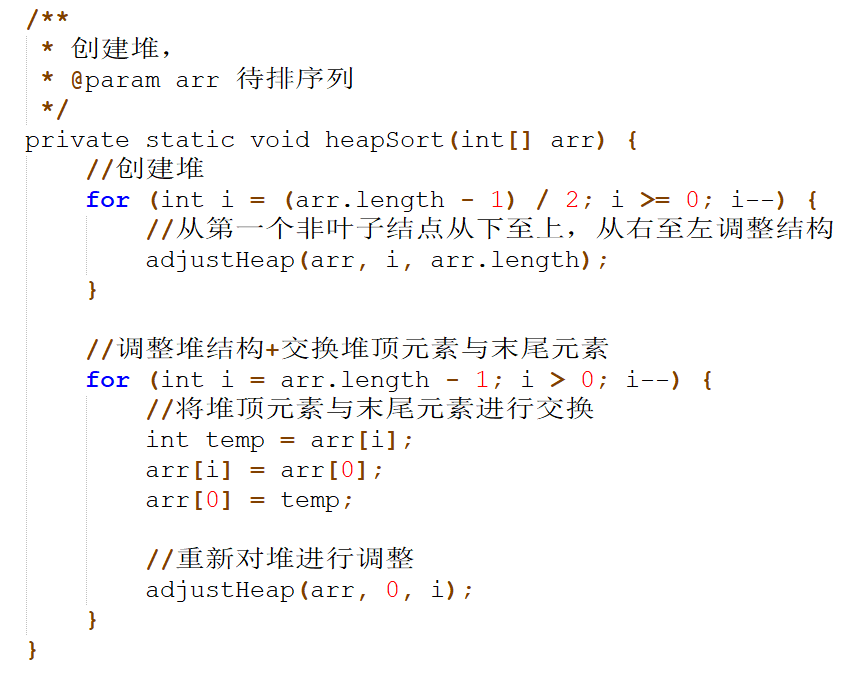 /**
 * 创建堆，
 * @param arr 待排序列
 */
private static void heapSort(int[] arr) {
    //创建堆
    for (int i = (arr.length - 1) / 2; i >= 0; i--) {
        //从第一个非叶子结点从下至上，从右至左调整结构
        adjustHeap(arr, i, arr.length);
    }

    //调整堆结构+交换堆顶元素与末尾元素
    for (int i = arr.length - 1; i > 0; i--) {
        //将堆顶元素与末尾元素进行交换
        int temp = arr[i];
        arr[i] = arr[0];
        arr[0] = temp;

        //重新对堆进行调整
        adjustHeap(arr, 0, i);
    }
}